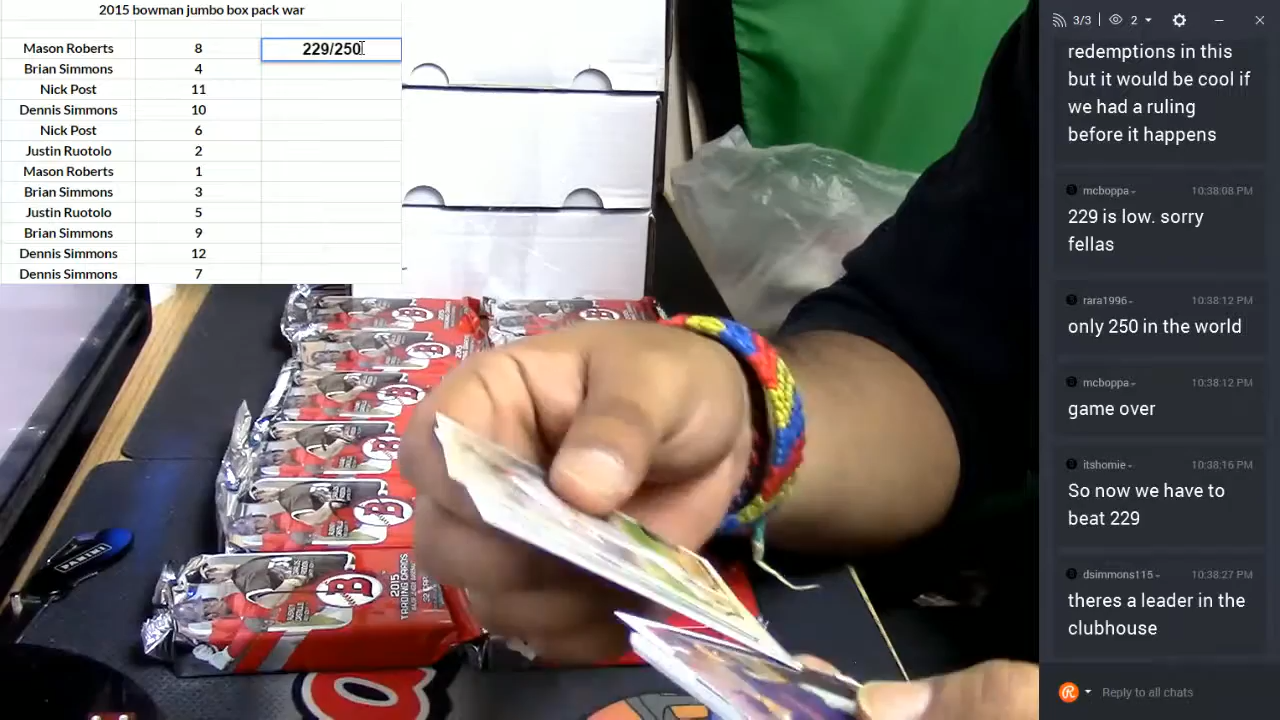 2015 bowman jumbo box pack war
Mason Roberts 8 229/250
Brian Simmons 4
Nick Post 11
Dennis Simmons 10
Nick Post 6
Justin Ruotolo 2
Mason Roberts 1
Brian Simmons 3
Justin Ruotolo 5
Brian Simmons 9
Dennis Simmons 12
Dennis Simmons 7
PANINI
B
2015
TRADING CARDS
3/3 2
redemptions in this
but it would be cool if
we had a ruling
before it happens
mcboppa 10:38:08 PM
229 is low. sorry
fellas
rara1996 10:38:12 PM
only 250 in the world
mcboppa 10:38:12 PM
game over
itshomie 10:38:16 PM
So now we have to
beat 229
dsimmons115 10:38:27 PM
theres a leader in the
clubhouse
Reply to all chats